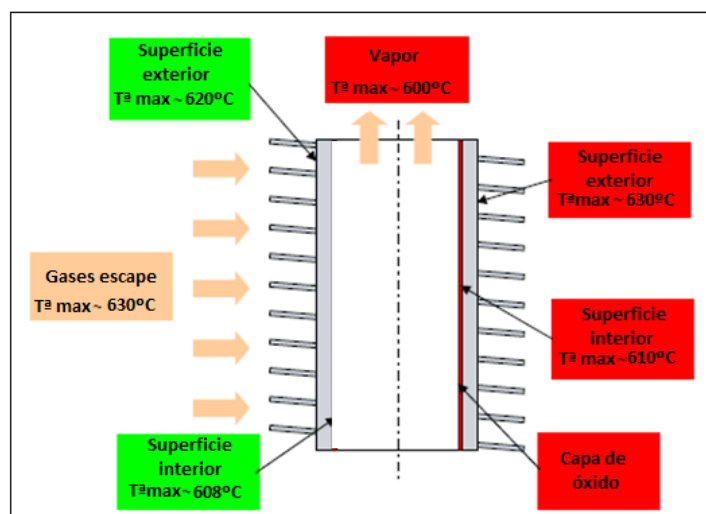 Superficie
exterior
Tª max ~ 620ºC
Vapor
Tª max ~ 600ºC
Superficie
exterior
Tªmax~ 630º̲C
Gases escape
Tª max ~ 630ºC
Superficie
interior
Tª max ~610ºC
Superficie
interior
Tªmax~ 608ºC
Capa de
óxido